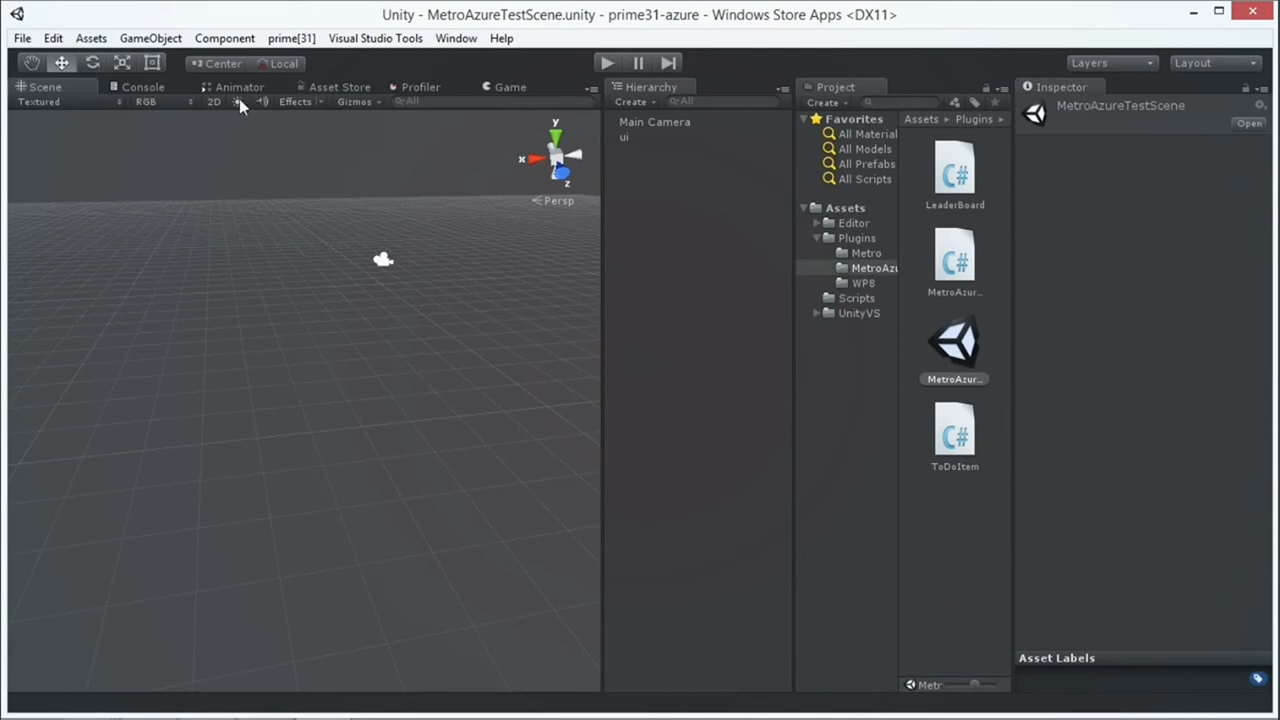 Unity - MetroAzureTestScene.unity - prime31-azure - Windows Store Apps <DX11>
File Edit Assets GameObject Component prime[31] Visual Studio Tools Window Help
Center Local Layers Layout
Scene Console Animator Asset Store Profiler Game Hierarchy Project Inspector
Textured RGB 2D Effects Gizmos All Create All Create
MetroAzureTestScene
Open
Main Camera
ui
Favorites
All Material
All Models
All Prefabs
All Scripts
Assets
Editor
Plugins
Metro
MetroAzu
WP8
Scripts
UnityVS
Assets Plugins
C#
LeaderBoard
C#
MetroAzur...
MetroAzur...
C#
ToDoItem
y
x
z
Persp
Metr
Asset Labels